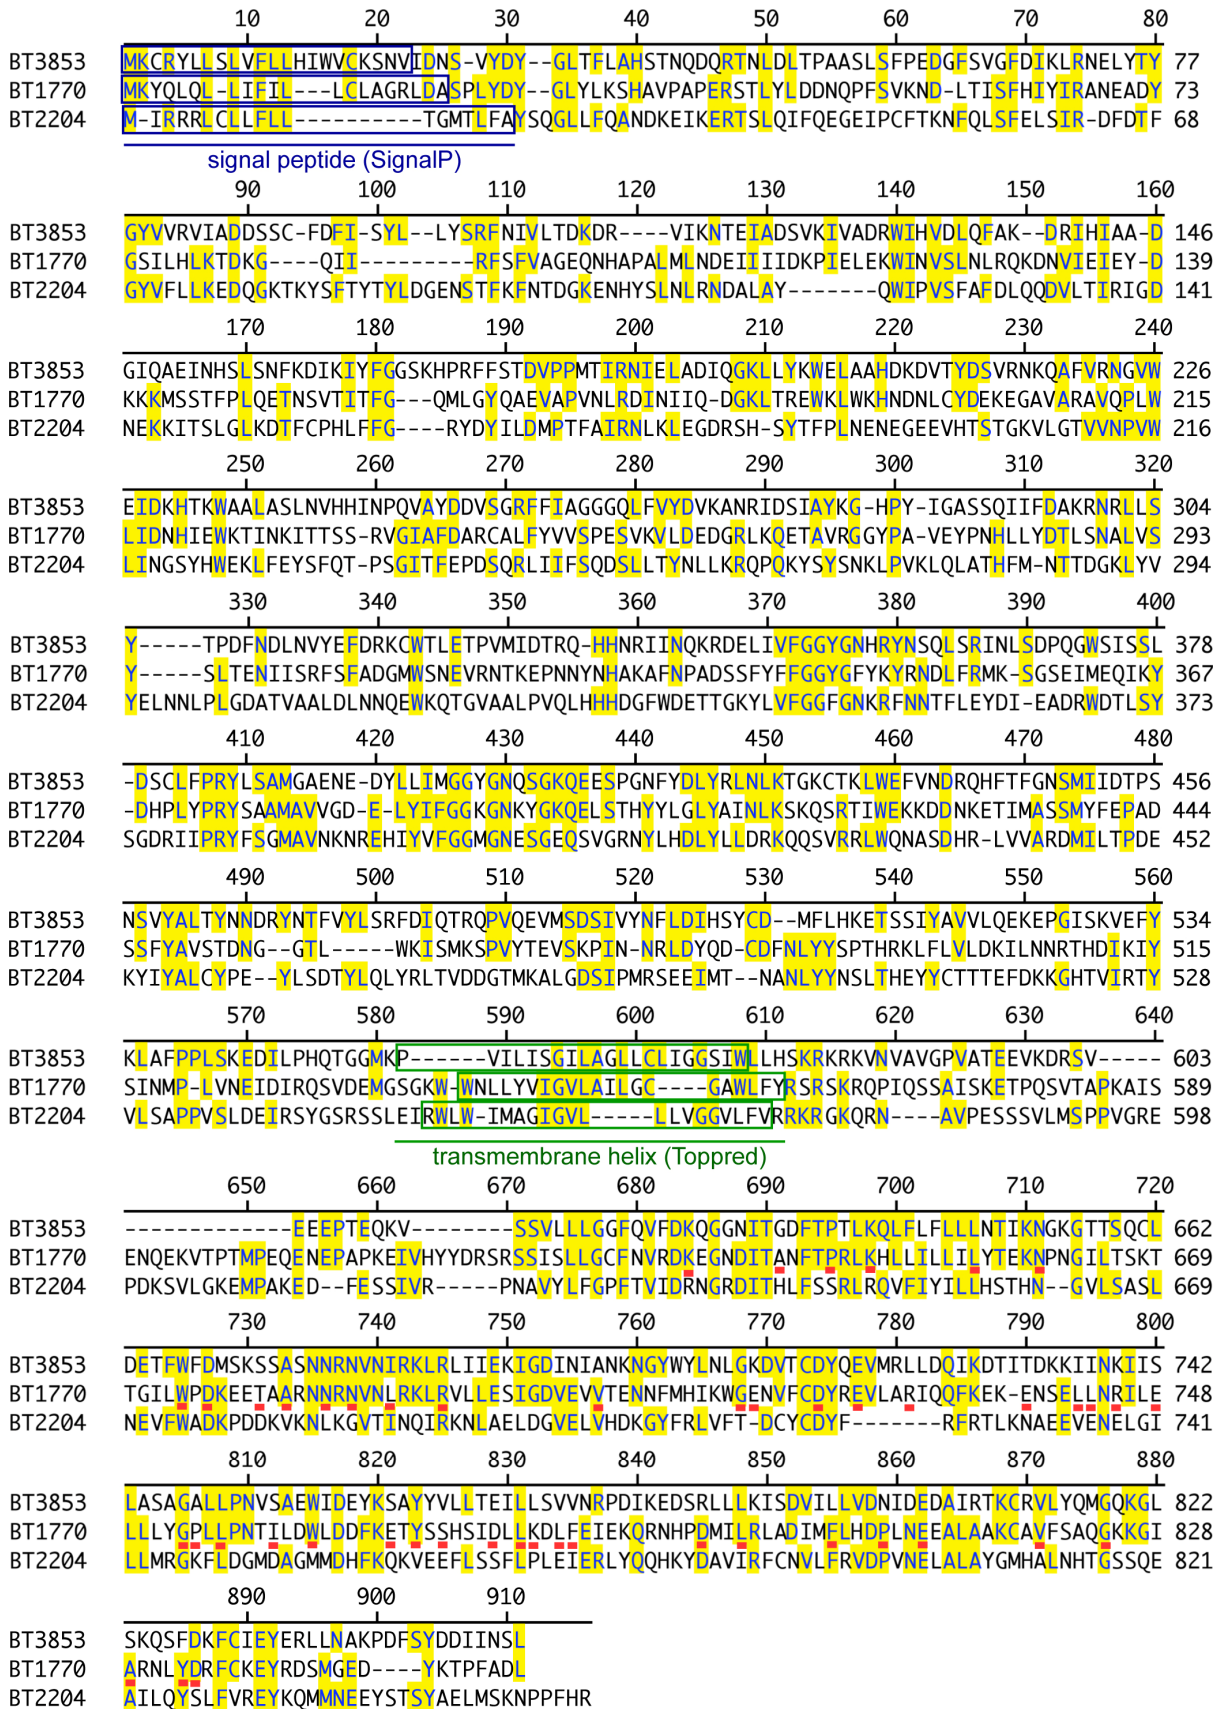 10 20 30 40 50 60 70 80
BT3853 MKCRYLLSLVFLLHIWVCKSNVIDNS-VYDY--GLTFLAHSTNQDQRTNLDLTPAASLSFPEDGFSVGFDIKLRNELYTY 77
BT1770 MKYQLQL-LIFIL---LCLAGRLDASPLYDY--GLYLKSHAVPAPERSTLYLDDNQPFSVKND-LTISFHIYIRANEADY 73
BT2204 M-IRRRLCLLFLL----------TGMTLFAYSQGLLFQANDKEIKERTSLQIFQEGEIPCFTKNFQLSFELSIR-DFDTF 68
signal peptide (SignalP)
90 100 110 120 130 140 150 160
BT3853 GYVVRVIADDSSC-FDFI-SYL--LYSRFNIVLTDKDR----VIKNTEIADSVKIVADRWIHVDLQFAK--DRIHIAA-D 146
BT1770 GSILHLKTDKG----QII---------RFSFVAGEQNHAPALMLNDEIIIIDKPIELEKWINVSLNLRQKDNVIEIEY-D 139
BT2204 GYVFLLKEDQGKTKYSFTYTYLDGENSTFKFNTDGKENHYSLNLRNDALAY-------QWIPVSFAFDLQQDVLTIRIGD 141
170 180 190 200 210 220 230 240
BT3853 GIQAEINHSLSNFKDIKIYFGGSKHPRFFSTDVPPMTIRNIELADIQGKLLYKWELAAHDKDVTYDSVRNKQAFVRNGVW 226
BT1770 KKKMSSTFPLQETNSVTITFG---QMLGYQAEVAPVNLRDINIIQ-DGKLTREWKLWKHNDNLCYDEKEGAVARAVQPLW 215
BT2204 NEKKITSLGLKDTFCPHLFFG----RYDYILDMPTFAIRNLKLEGDRSH-SYTFPLNENEGEEVHTSTGKVLGTVVNPVW 216
250 260 270 280 290 300 310 320
BT3853 EIDKHTKWAALASLNVHHINPQVAYDDVSGRFFIAGGGQLFVYDVKANRIDSIAYKG-HPY-IGASSQIIFDAKRNRLLS 304
BT1770 LIDNHIEWKTINKITTSS-RVGIAFDARCALFYVVSPESVKVLDEDGRLKQETAVRGGYPA-VEYPNHLLYDTLSNALVS 293
BT2204 LINGSYHWEKLFEYSFQT-PSGITFEPDSQRLIIFSQDSLLTYNLLKRQPQKYSYSNKLPVKLQLATHFM-NTTDGKLYV 294
330 340 350 360 370 380 390 400
BT3853 Y-----TPDFNDLNVYEFDRKCWTLETPVMIDTRQ-HHNRIINQKRDELIVFGGYGNHRYNSQLSRINLSDPQGWSISSL 378
BT1770 Y-----SLTENIISRFSFADGMWSNEVRNTKEPNNYNHAKAFNPADSSFYFFGGYGFYKYRNDLFRMK-SGSEIMEQIKY 367
BT2204 YELNNLPLGDATVAALDLNNQEWKQTGVAALPVQLHHHDGFWDETTGKYLVFGGFGNKRFNNTFLEYDI-EADRWDTLSY 373
410 420 430 440 450 460 470 480
BT3853 -DSCLFPRYLSAMGAENE-DYLLIMGGYGNQSGKQEESPGNFYDLYRLNLKTGKCTKLWEFVNDRQHFTFGNSMIIDTPS 456
BT1770 -DHPLYPRYSAAMAVVGD-E-LYIFGGKGNKYGKQELSTHYYLGLYAINLKSKQSRTIWEKKDDNKETIMASSMYFEPAD 444
BT2204 SGDRIIPRYFSGMAVNKNREHIYVFGGMGNESGEQSVGRNYLHDLYLLDRKQQSVRRLWQNASDHR-LVVARDMILTPDE 452
490 500 510 520 530 540 550 560
BT3853 NSVYALTYNNDRYNTFVYLSRFDIQTRQPVQEVMSDSIVYNFLDIHSYCD--MFLHKETSSIYAVVLQEKEPGISKVEFY 534
BT1770 SSFYAVSTDNG--GTL-----WKISMKSPVYTEVSKPIN-NRLDYQD-CDFNLYYSPTHRKLFLVLDKILNNRTHDIKIY 515
BT2204 KYIYALCYPE--YLSDTYLQLYRLTVDDGTMKALGDSIPMRSEEIMT--NANLYYNSLTHEYYCTTTEFDKKGHTVIRTY 528
570 580 590 600 610 620 630 640
BT3853 KLAFPPLSKEDILPHQTGGMKP------VILISGILAGLLCLIGGSIWLLHSKRKRKVNVAVGPVATEEVKDRSV----- 603
BT1770 SINMP-LVNEIDIRQSVDEMGSGKW-WNLLYVIGVLAILGC----GAWLFYRSRSKRQPIQSSAISKETPQSVTAPKAIS 589
BT2204 VLSAPPVSLDEIRSYGSRSSLEIRWLW-IMAGIGVL-----LLVGGVLFVRRKRGKQRN----AVPESSSVLMSPPVGRE 598
transmembrane helix (Toppred)
650 660 670 680 690 700 710 720
BT3853 -------------EEEPTEQKV--------SSVLLLGGFQVFDKQGGNITGDFTPTLKQLFLFLLLNTIKNGKGTTSQCL 662
BT1770 ENQEKVTPTMPEQENEPAPKEIVHYYDRSRSSISLLGCFNVRDKEGNDITANFTPRLKHLLILLILYTEKNPNGILTSKT 669
BT2204 PDKSVLGKEMPAKED--FESSIVR-----PNAVYLFGPFTVIDRNGRDITHLFSSRLRQVFIYILLHSTHN--GVLSASL 669
730 740 750 760 770 780 790 800
BT3853 DETFWFDMSKSSASNNRNVNIRKLRLIIEKIGDINIANKNGYWYLNLGKDVTCDYQEVMRLLDQIKDTITDKKIINKIIS 742
BT1770 TGILWPDKEETAARNNRNVNLRKLRVLLESIGDVEVVTENNFMHIKWGENVFCDYREVLARIQQFKEK-ENSELLNRILE 748
BT2204 NEVFWADKPDDKVKNLKGVTINQIRKNLAELDGVELVHDKGYFRLVFT-DCYCDYF-------RFRTLKNAEEVENELGI 741
810 820 830 840 850 860 870 880
BT3853 LASAGALLPNVSAEWIDEYKSAYYVLLTEILLSVVNRPDIKEDSRLLLKISDVILLVDNIDEDAIRTKCRVLYQMGQKGL 822
BT1770 LLLYGPLLPNTILDWLDDFKETYSSHSIDLLKDLFEIEKQRNHPDMILRLADIMFLHDPLNEEALAAKCAVFSAQGKKGI 828
BT2204 LLMRGKFLDGMDAGMMDHFKQKVEEFLSSFLPLEIERLYQQHKYDAVIRFCNVLFRVDPVNELALAYGMHALNHTGSSQE 821
890 900 910
BT3853 SKQSFDKFCIEYERLLNAKPDFSYDDIINSL
BT1770 ARNLYDRFCKEYRDSMGED----YKTPFADL
BT2204 AILQYSLFVREYKQMMNEEYSTSYAELMSKNPPFHR